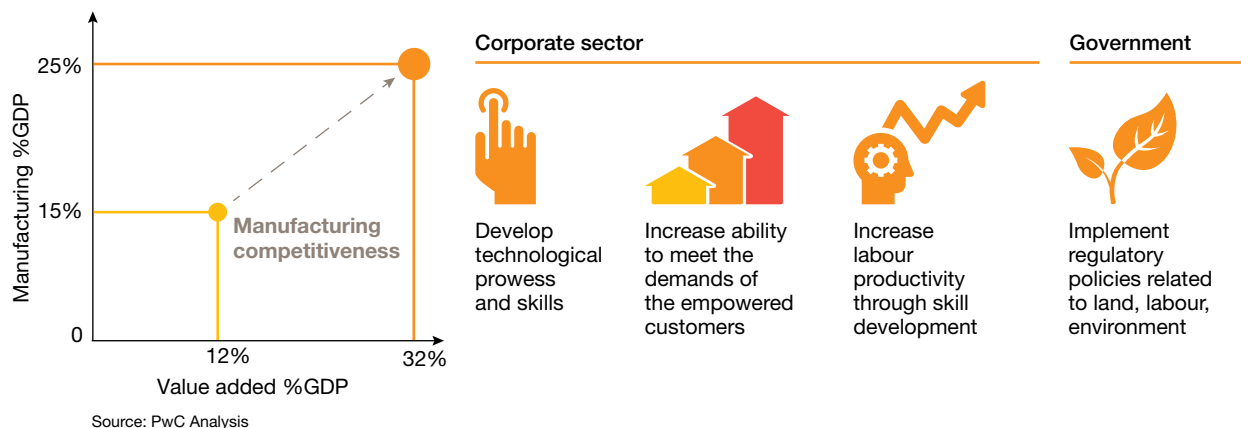 Manufacturing %GDP
25%
15%
0
12%
32%
Value added %GDP
Manufacturing
competitiveness
Source: PwC Analysis
Corporate sector
Develop
technological
prowess
and skills
Increase ability
to meet the
demands of
the empowered
customers
Increase
labour
productivity
through skill
development
Government
Implement
regulatory
policies related
to land, labour,
environment